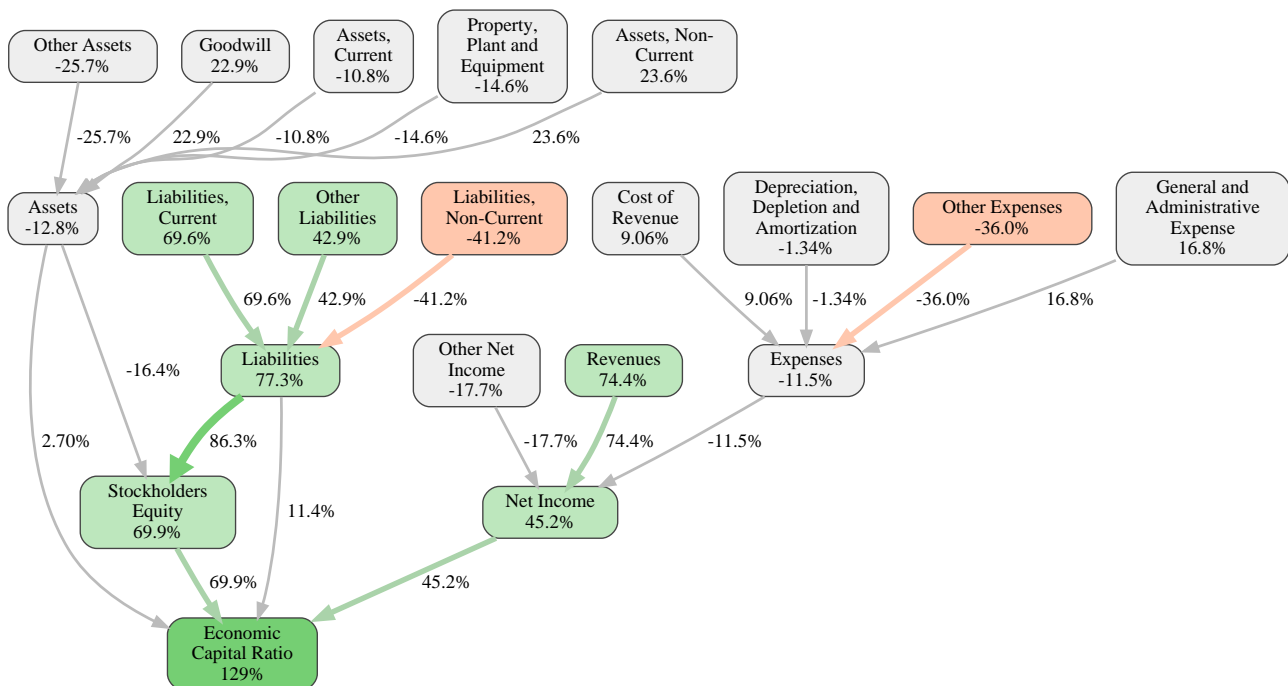 Other Assets
-25.7%
Goodwill
22.9%
Assets,
Current
-10.8%
Property,
Plant and
Equipment
-14.6%
Assets, Non-
Current
23.6%
-25.7%
22.9%
-10.8%
-14.6%
23.6%
Assets
-12.8%
Liabilities,
Current
69.6%
Other
Liabilities
42.9%
Liabilities,
Non-Current
-41.2%
Cost of
Revenue
9.06%
Depreciation,
Depletion and
Amortization
-1.34%
Other Expenses
-36.0%
General and
Administrative
Expense
16.8%
69.6%
42.9%
-41.2%
9.06%
-1.34%
-36.0%
16.8%
Liabilities
77.3%
Other Net
Income
-17.7%
Revenues
74.4%
Expenses
-11.5%
-16.4%
2.70%
86.3%
11.4%
-17.7%
74.4%
-11.5%
Stockholders
Equity
69.9%
Net Income
45.2%
69.9%
45.2%
Economic
Capital Ratio
129%